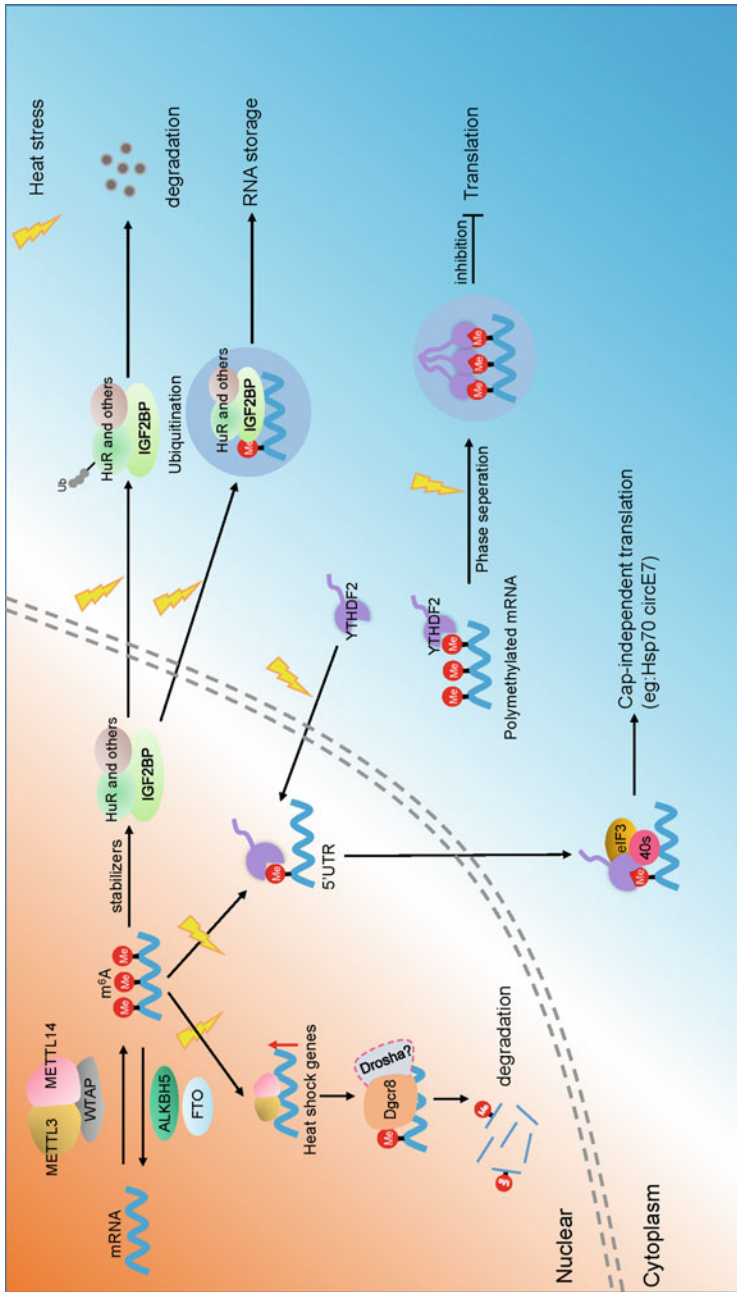 Heat stress
METTL3
METTL14
WTAP
mRNA
ALKBH5
FTO
m⁶A
Me
Me
Me
stabilizers
HuR and others
IGF2BP
Ub
HuR and others
IGF2BP
Ubiquitination
degradation
HuR and others
Me
IGF2BP
RNA storage
Heat shock genes
Me
Dgcr8
Drosha?
Me
Me
degradation
Me
5'UTR
YTHDF2
YTHDF2
Me
Me
Me
Polymethylated mRNA
Phase seperation
Me
Me
Me
inhibition
Translation
Me
eIF3
40s
Cap-independent translation
(eg:Hsp70 circE7)
Nuclear
Cytoplasm